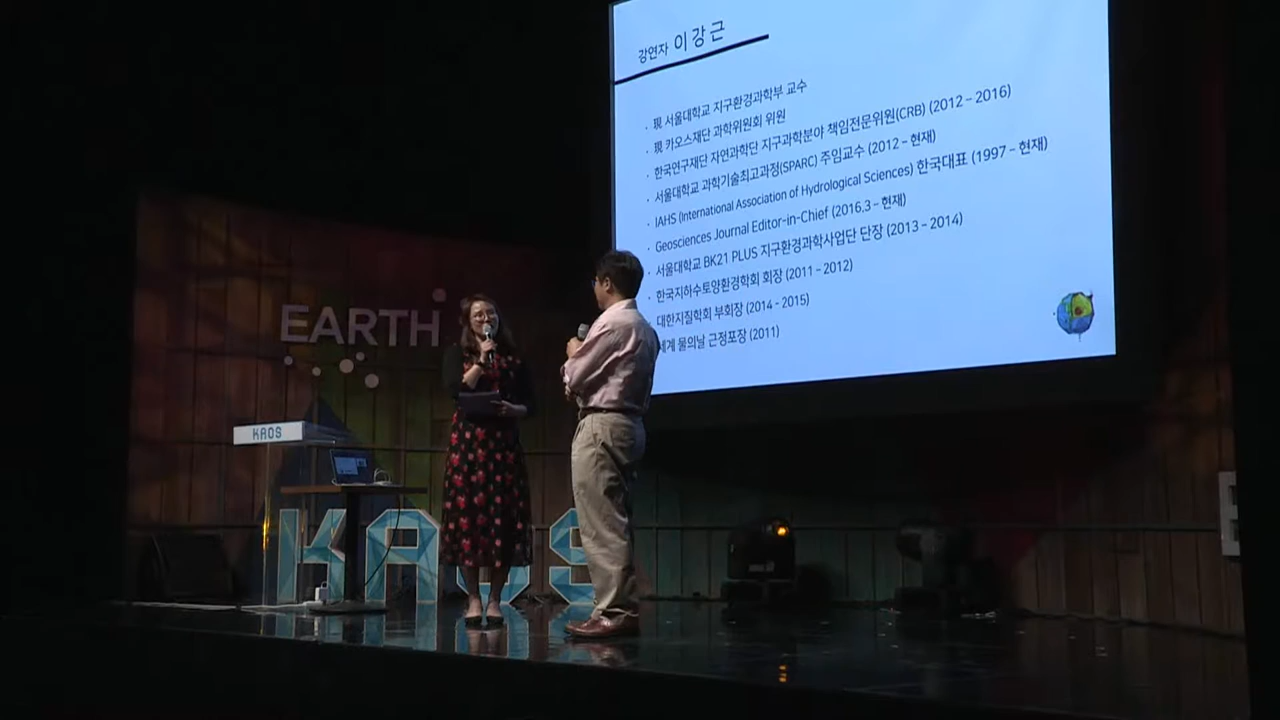 강연자 이강근
· 現 서울대학교 지구환경과학부 교수
· 現 카오스재단 과학위원회 위원
· 한국연구재단 자연과학단 지구과학분야 책임전문위원(CRB) (2012 – 2016)
· 서울대학교 과학기술최고과정(SPARC) 주임교수 (2012 – 현재)
· IAHS (International Association of Hydrological Sciences) 한국대표 (1997 – 현재)
· Geosciences Journal Editor-in-Chief (2016.3 – 현재)
· 서울대학교 BK21 PLUS 지구환경과학사업단 단장 (2013 – 2014)
· 한국지하수토양환경학회 회장 (2011 – 2012)
대한지질학회 부회장 (2014 - 2015)
세계 물의날 근정포장 (2011)
EARTH
KAOS
KAOS